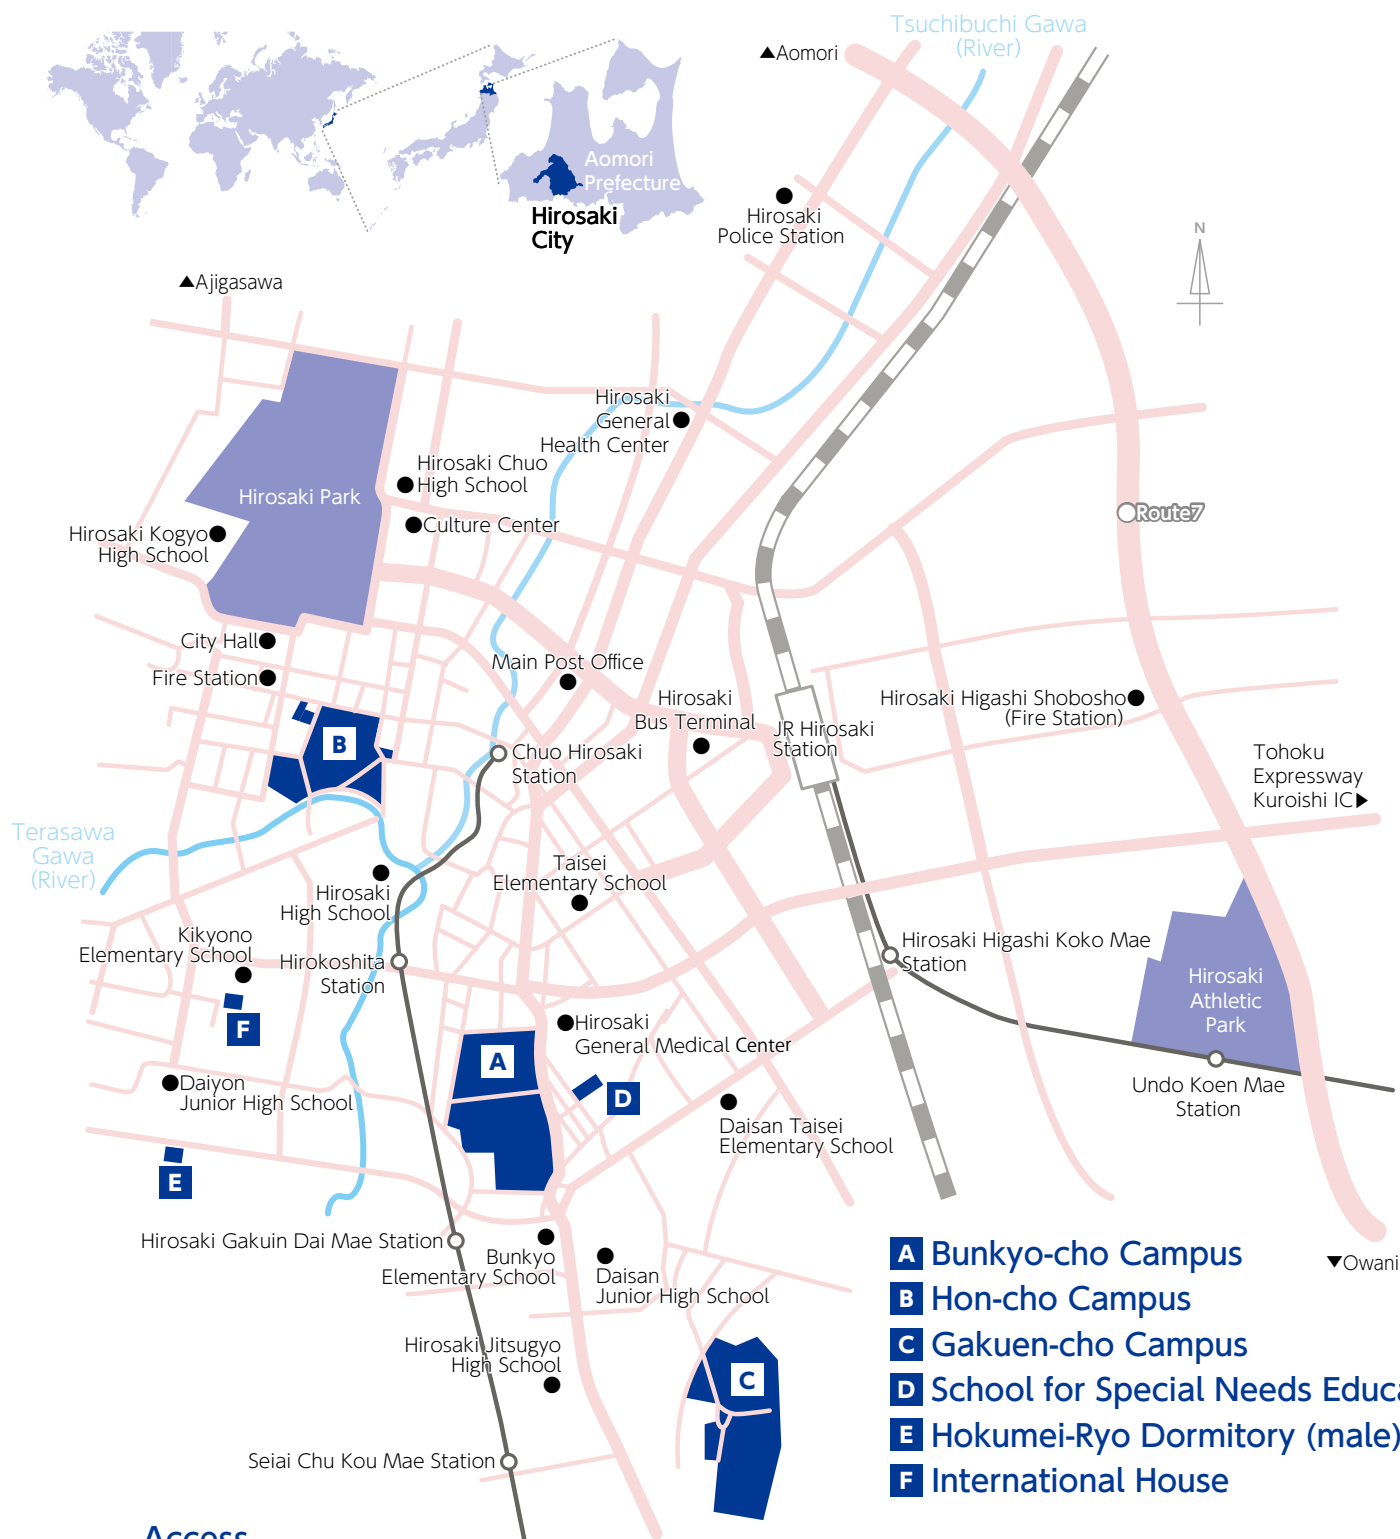 Tsuchibuchi Gawa
(River)
▲Aomori
Aomori
Prefecture
Hirosaki
City
Hirosaki
Police Station
N
▲Ajigasawa
Hirosaki
General
Health Center
Hirosaki Chuo
High School
Hirosaki Park
Culture Center
Route7
Hirosaki Kogyo
High School
City Hall
Fire Station
Main Post Office
Hirosaki
Bus Terminal
JR Hirosaki
Station
Hirosaki Higashi Shobosho
(Fire Station)
B
Chuo Hirosaki
Station
Tohoku
Expressway
Kuroishi IC▶
Terasawa
Gawa
(River)
Hirosaki
High School
Taisei
Elementary School
Kikyono
Elementary School
Hirokoshita
Station
Hirosaki Higashi Koko Mae
Station
Hirosaki
Athletic
Park
F
Hirosaki
General Medical Center
A
D
Daiyon
Junior High School
Undo Koen Mae
Station
Daisan Taisei
Elementary School
E
Hirosaki Gakuin Dai Mae Station
Bunkyo
Elementary School
Daisan
Junior High School
▼Owani
Hirosaki Jitsugyo
High School
C
Seiai Chu Kou Mae Station
A Bunkyo-cho Campus
B Hon-cho Campus
C Gakuen-cho Campus
D School for Special Needs Educa
E Hokumei-Ryo Dormitory (male)
F International House
Access